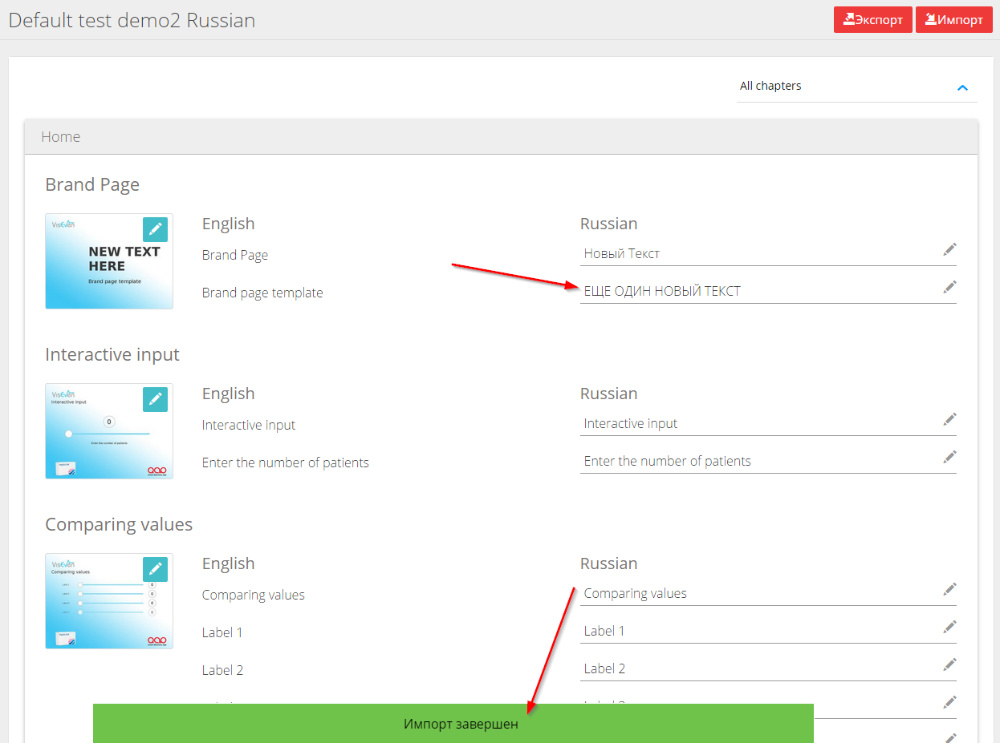 Default test demo2 Russian
Экспорт
Импорт
All chapters
Home
Brand Page
VisEven
NEW TEXT
HERE
Brand page template
English
Russian
Brand Page
Новый Текст
Brand page template
ЕЩЕ ОДИН НОВЫЙ ТЕКСТ
Interactive input
VisEven
Interactive input
0
Enter the number of patients
English
Russian
Interactive input
Interactive input
Enter the number of patients
Enter the number of patients
Comparing values
VisEven
Comparing values
English
Russian
Comparing values
Comparing values
Label 1
Label 1
Label 2
Label 2
Импорт завершен